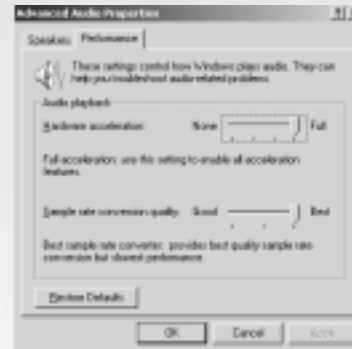 Advanced Audio Properties
Speakers Performance
These settings control how Windows plays audio. They can
help you troubleshoot audio-related problems.
Audio playback
Hardware acceleration: None Full
Full acceleration: use this setting to enable all acceleration
features.
Sample rate conversion quality: Good Best
Best sample rate converter: provides best quality sample rate
conversion but slowest performance.
Restore Defaults
OK Cancel Apply